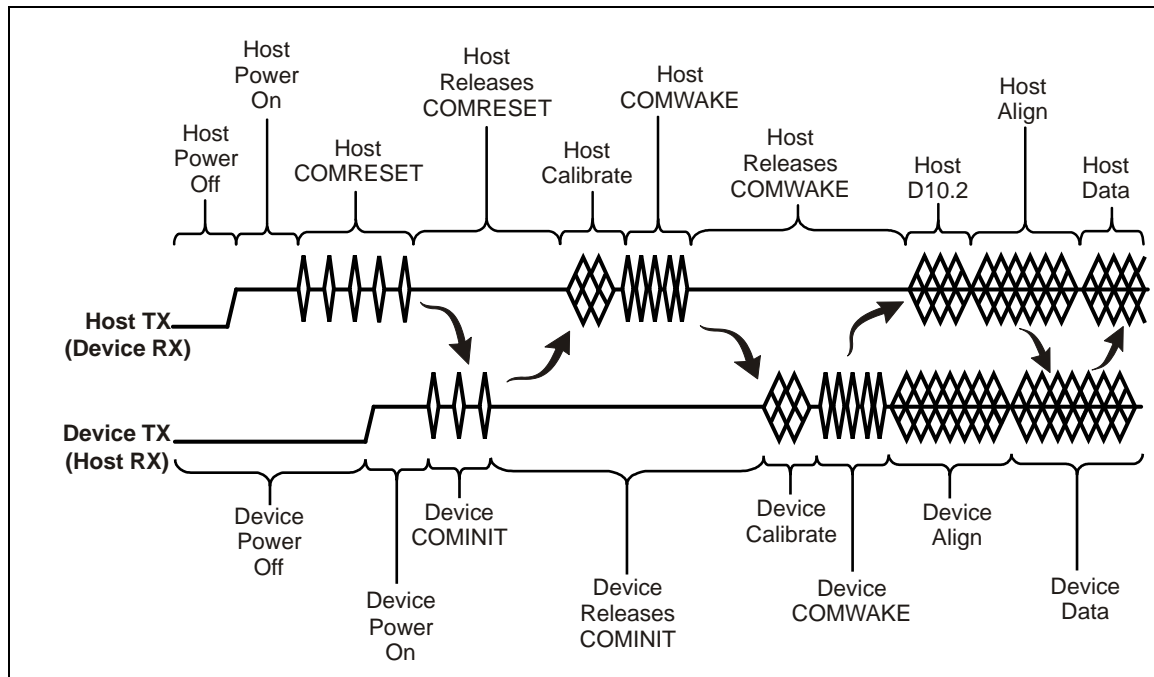 Host
Power
Off
Host
Power
On
Host
COMRESET
Host
Releases
COMRESET
Host
Calibrate
Host
COMWAKE
Host
Releases
COMWAKE
Host
D10.2
Host
Align
Host
Data
Host TX
(Device RX)
Device TX
(Host RX)
Device
Power
Off
Device
Power
On
Device
COMINIT
Device
Releases
COMINIT
Device
Calibrate
Device
COMWAKE
Device
Align
Device
Data